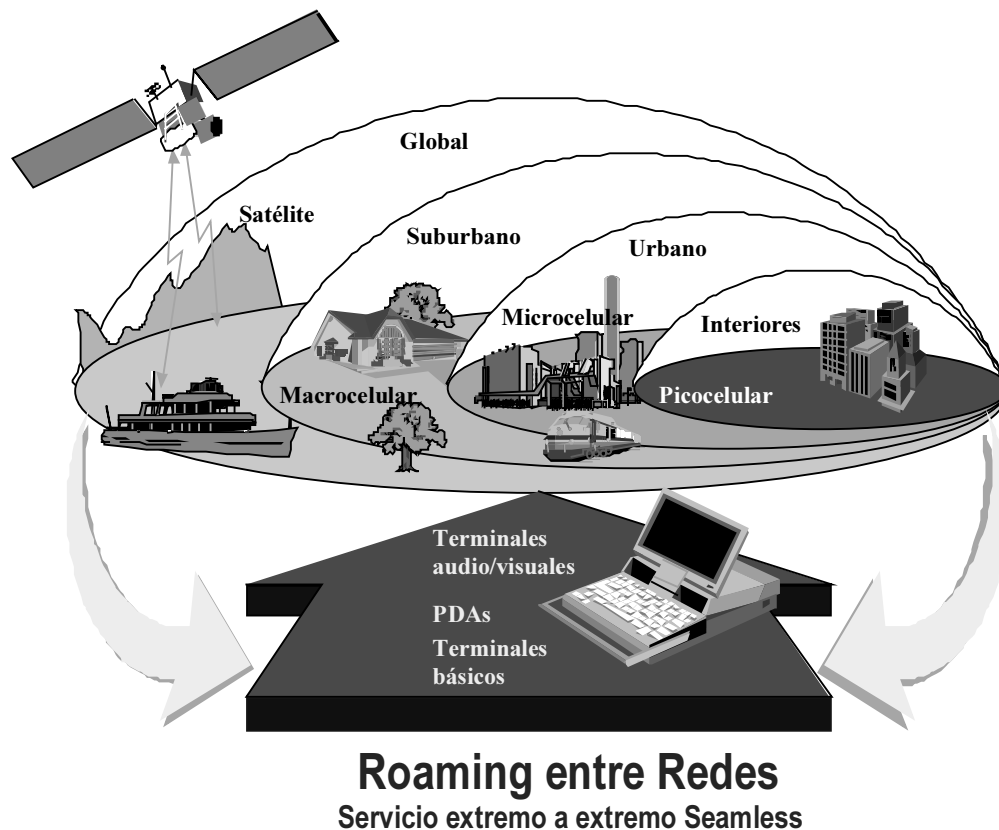 Global
Satélite
Suburbano
Urbano
Microcelular
Interiores
Macrocelular
Picocelular
Terminales
audio/visuales
PDAs
Terminales
básicos
Roaming entre Redes
Servicio extremo a extremo Seamless